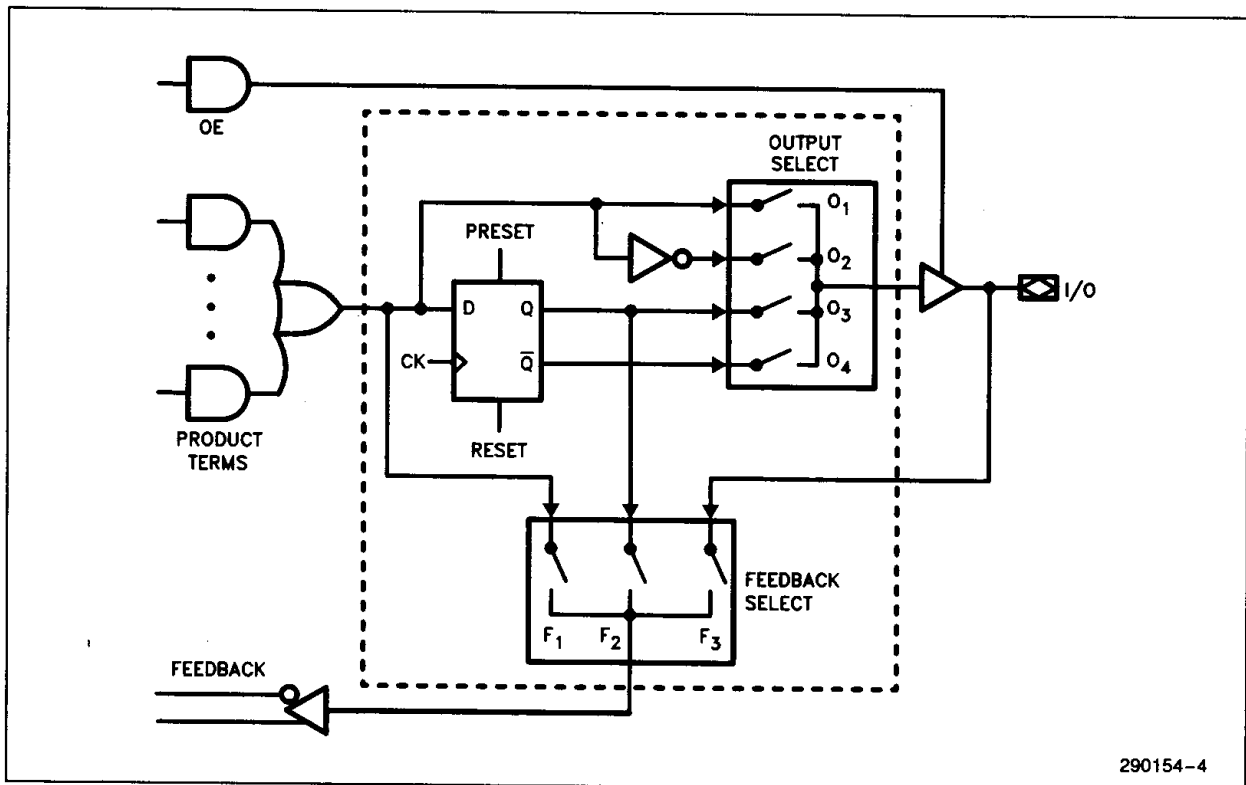 OE
OUTPUT
SELECT
O1
PRESET
O2
I/O
D
Q
O3
CK
Q̅
O4
PRODUCT
TERMS
RESET
FEEDBACK
SELECT
F1
F2
F3
FEEDBACK
290154-4